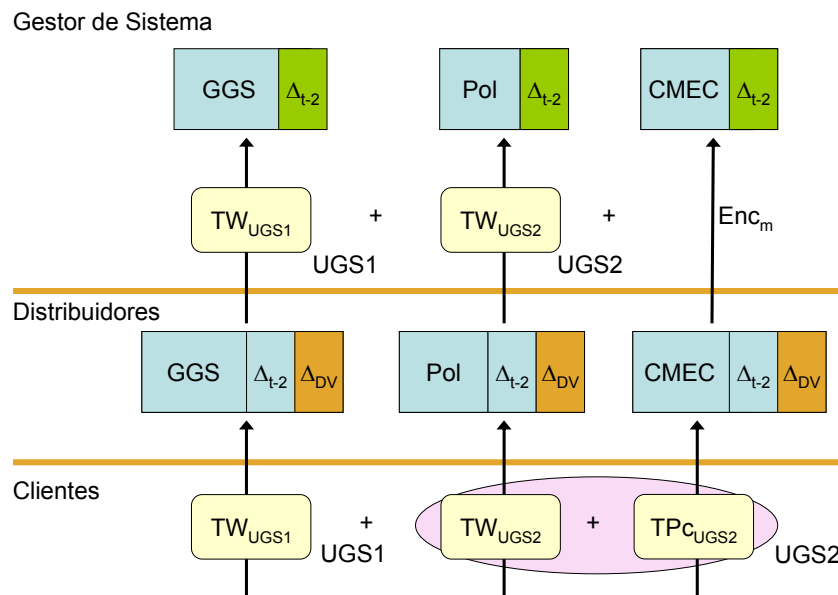 Gestor de Sistema
GGS Δt-2 Pol Δt-2 CMEC Δt-2
TWUGS1 + TWUGS2 + Encm
UGS1 UGS2
Distribuidores
GGS Δt-2 ΔDV Pol Δt-2 ΔDV CMEC Δt-2 ΔDV
Clientes
TWUGS1 + TWUGS2 + TPcUGS2
UGS1 UGS2